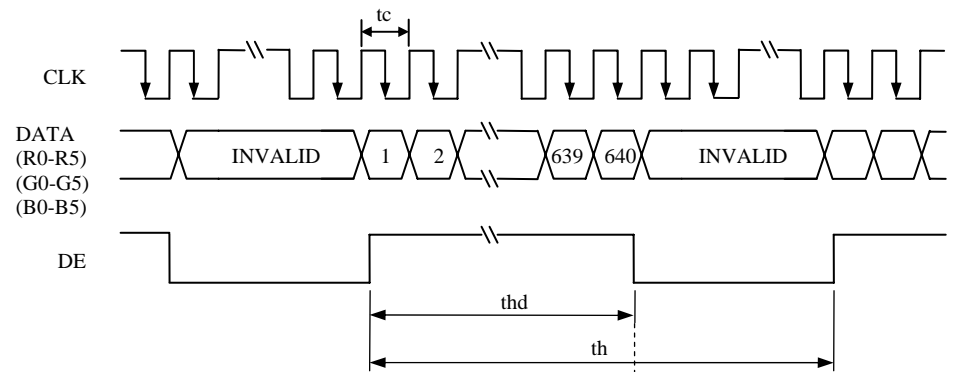 tc
CLK
DATA
(R0-R5)
(G0-G5)
(B0-B5)
INVALID 1 2 639 640 INVALID
DE
thd
th